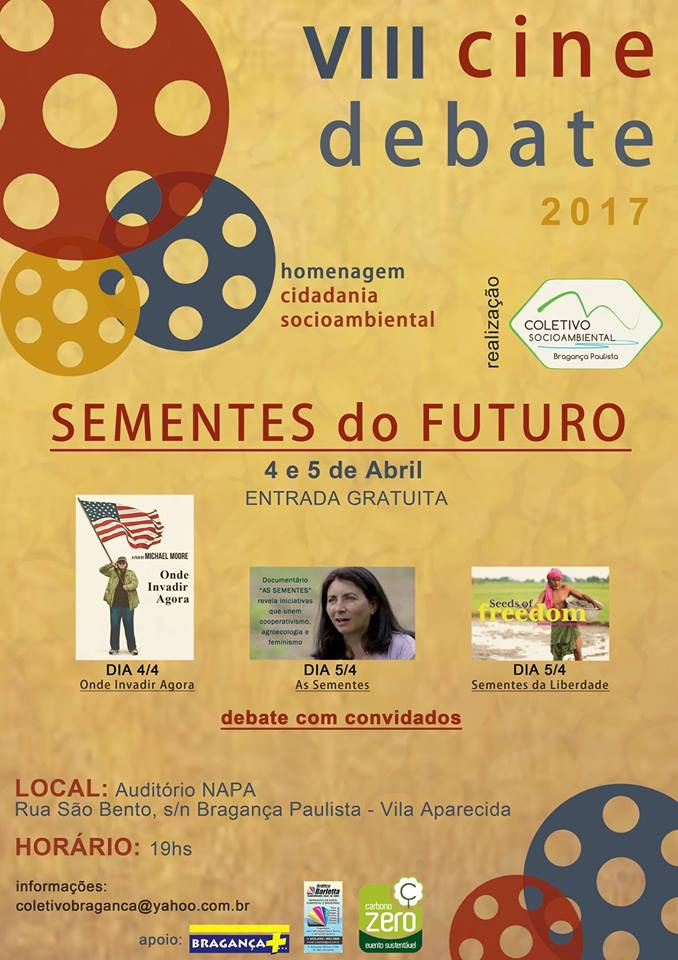 VIII cine
debate
2017
homenagem
cidadania
socioambiental
realização
COLETIVO
SOCIOAMBIENTAL
Bragança Paulista
SEMENTES do FUTURO
4 e 5 de Abril
ENTRADA GRATUITA
A FILM BY MICHAEL MOORE
Onde
Invadir
Agora
DIA 4/4
Onde Invadir Agora
Documentário
"AS SEMENTES"
revela iniciativas
que unem
cooperativismo,
agroecologia e
feminismo
DIA 5/4
As Sementes
Seeds of
freedom
DIA 5/4
Sementes da Liberdade
debate com convidados
LOCAL: Auditório NAPA
Rua São Bento, s/n Bragança Paulista - Vila Aparecida
HORÁRIO: 19hs
informações:
coletivobraganca@yahoo.com.br
apoio:
BRAGANÇA+...
Gráfica
Barletta
carbono
zero
evento sustentável